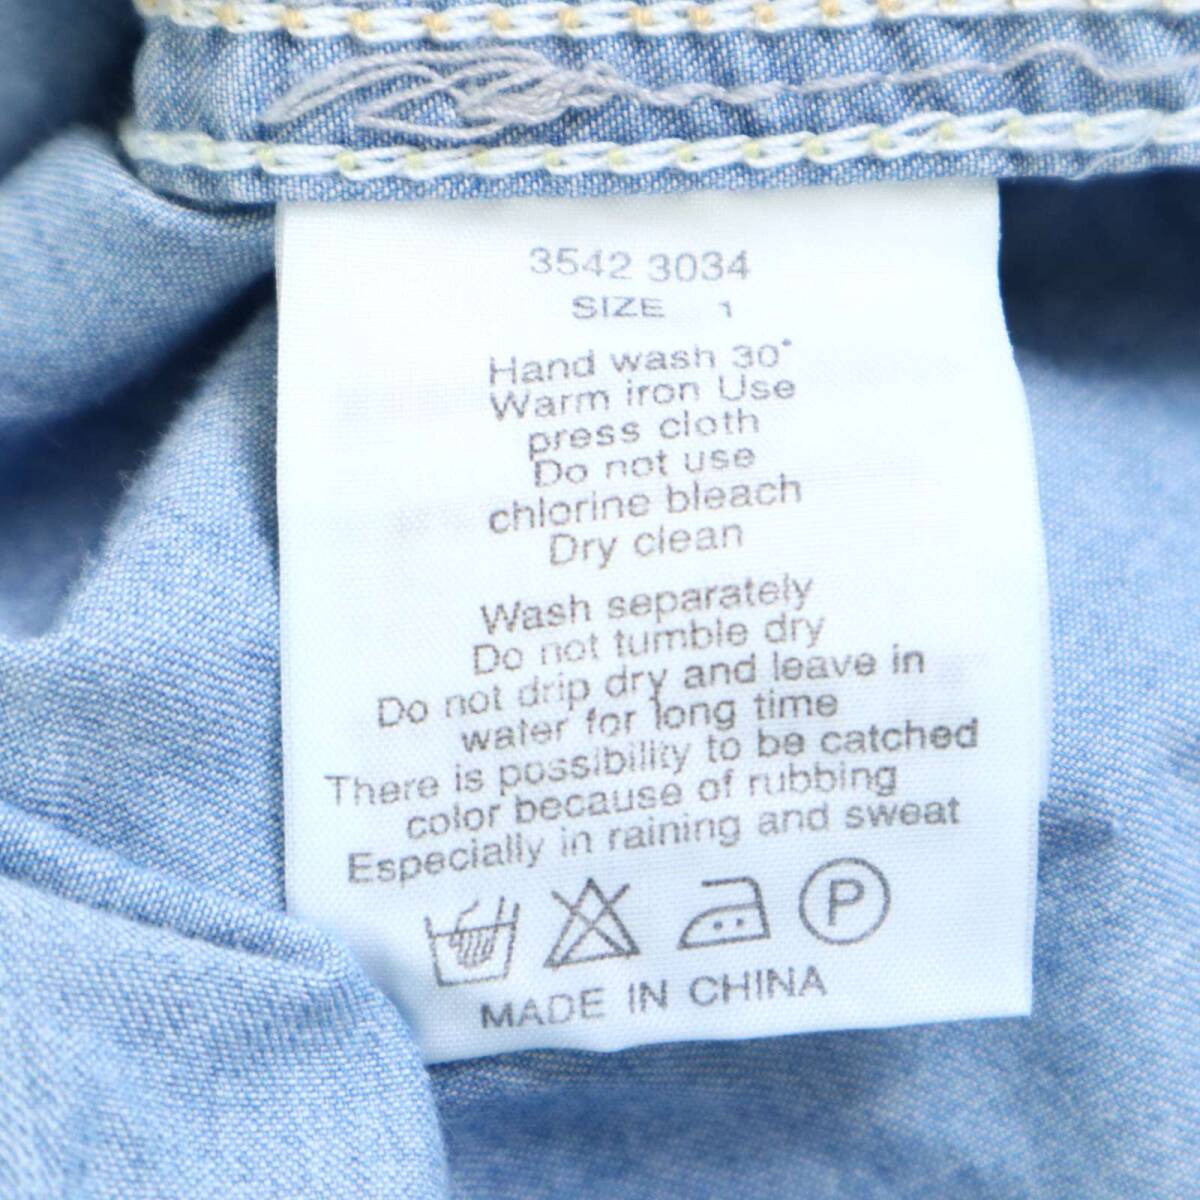 3542 3034
SIZE 1
Hand wash 30°
Warm iron Use
press cloth
Do not use
chlorine bleach
Dry clean
Wash separately
Do not tumble dry
Do not drip dry and leave in
water for long time
There is possibility to be catched
color because of rubbing
Especially in raining and sweat
P
MADE IN CHINA